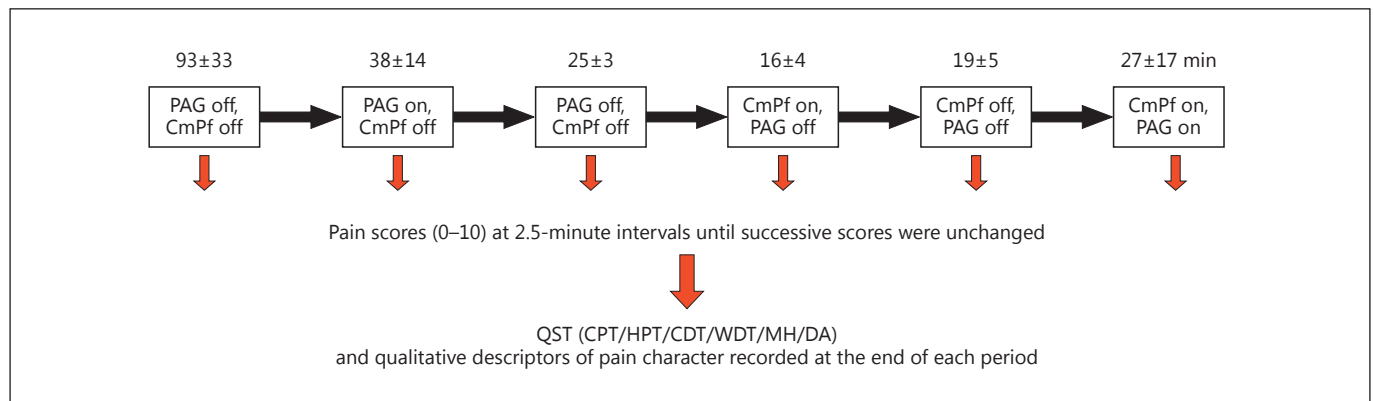 93±33 38±14 25±3 16±4 19±5 27±17 min
PAG off, PAG on, PAG off, CmPf on, CmPf off, CmPf on,
CmPf off CmPf off CmPf off PAG off PAG off PAG on
Pain scores (0–10) at 2.5-minute intervals until successive scores were unchanged
QST (CPT/HPT/CDT/WDT/MH/DA)
and qualitative descriptors of pain character recorded at the end of each period